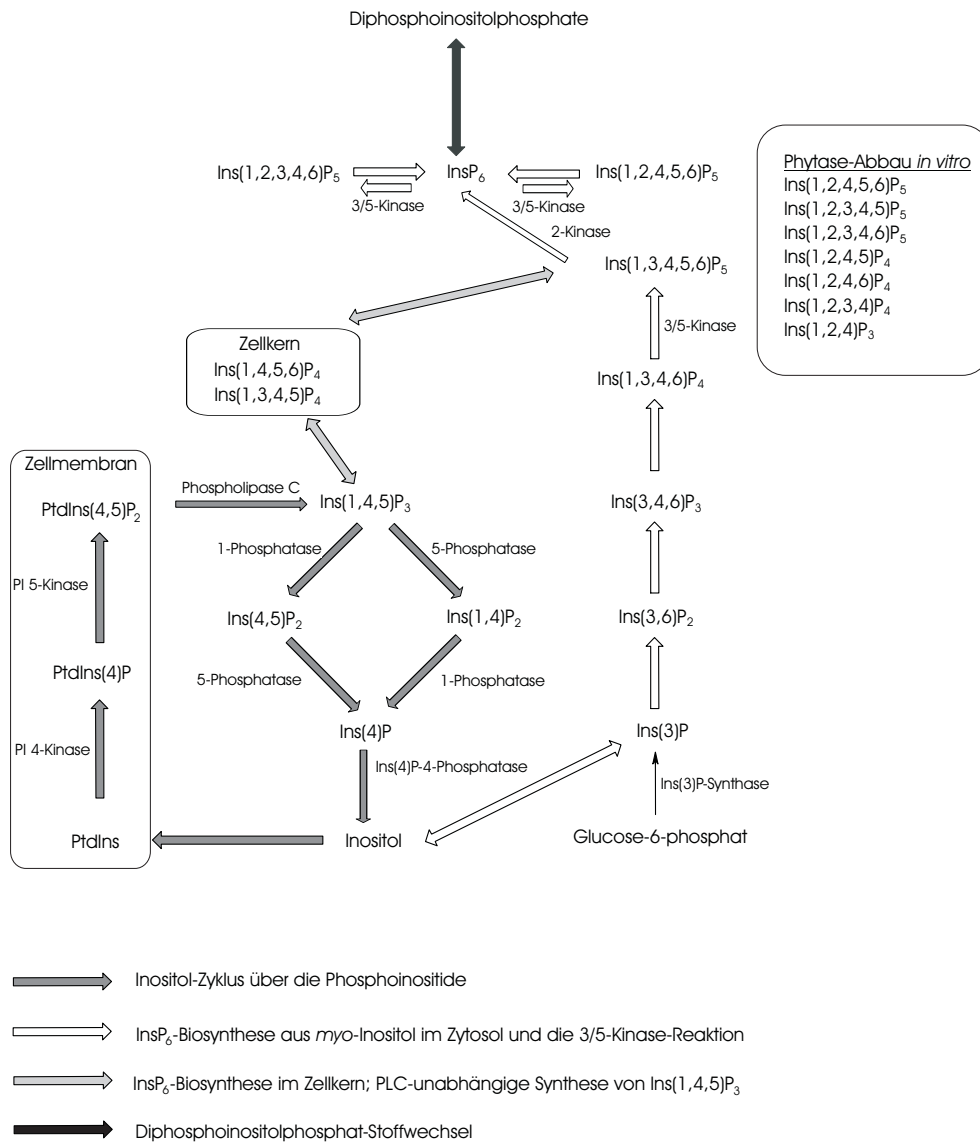 Diphosphoinositolphosphate
Ins(1,2,3,4,6)P₅
InsP₆
Ins(1,2,4,5,6)P₅
3/5-Kinase
3/5-Kinase
2-Kinase
Ins(1,3,4,5,6)P₅
Phytase-Abbau in vitro
Ins(1,2,4,5,6)P₅
Ins(1,2,3,4,5)P₅
Ins(1,2,3,4,6)P₅
Ins(1,2,4,5)P₄
Ins(1,2,4,6)P₄
Ins(1,2,3,4)P₄
Ins(1,2,4)P₃
3/5-Kinase
Zellkern
Ins(1,4,5,6)P₄
Ins(1,3,4,5)P₄
Ins(1,3,4,6)P₄
Zellmembran
PtdIns(4,5)P₂
Phospholipase C
Ins(1,4,5)P₃
Ins(3,4,6)P₃
1-Phosphatase
5-Phosphatase
PI 5-Kinase
Ins(4,5)P₂
Ins(1,4)P₂
Ins(3,6)P₂
PtdIns(4)P
5-Phosphatase
1-Phosphatase
Ins(4)P
Ins(3)P
PI 4-Kinase
Ins(4)P-4-Phosphatase
Ins(3)P-Synthase
PtdIns
Inositol
Glucose-6-phosphat
Inositol-Zyklus über die Phosphoinositide
InsP₆-Biosynthese aus myo-Inositol im Zytosol und die 3/5-Kinase-Reaktion
InsP₆-Biosynthese im Zellkern; PLC-unabhängige Synthese von Ins(1,4,5)P₃
Diphosphoinositolphosphat-Stoffwechsel